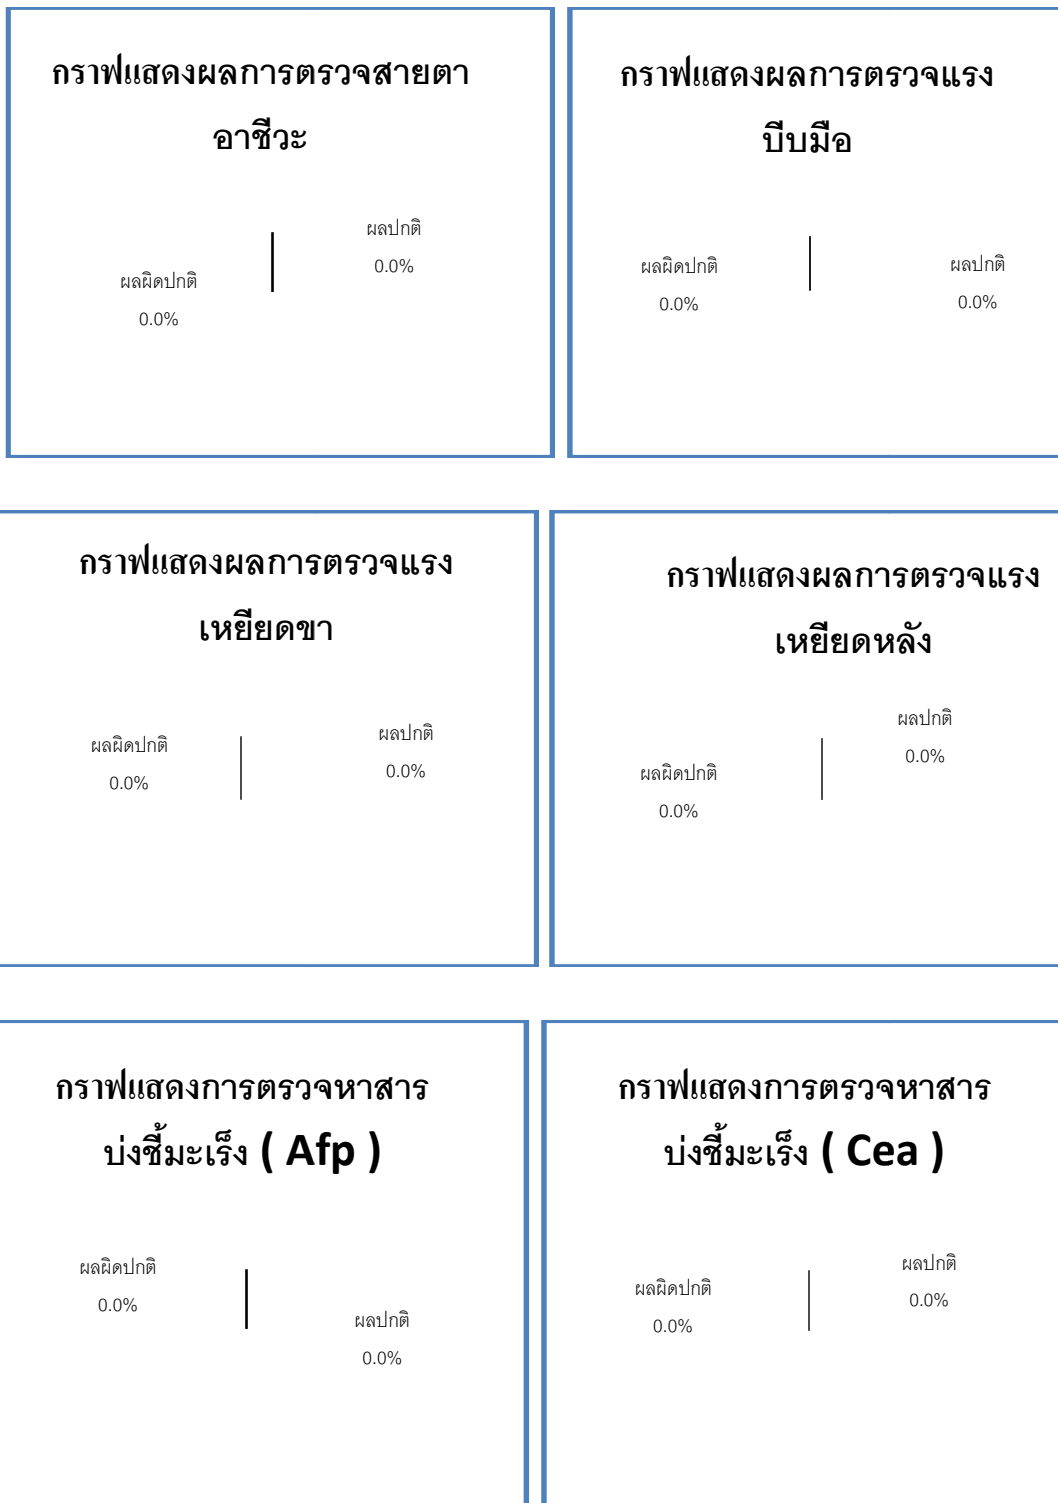 กราฟแสดงผลการตรวจสายตา
อาชีวะ
ผลปกติ
0.0%
ผลผิดปกติ
0.0%
กราฟแสดงผลการตรวจแรง
บีบมือ
ผลผิดปกติ
0.0%
ผลปกติ
0.0%
กราฟแสดงผลการตรวจแรง
เหยียดขา
ผลผิดปกติ
0.0%
ผลปกติ
0.0%
กราฟแสดงผลการตรวจแรง
เหยียดหลัง
ผลปกติ
0.0%
ผลผิดปกติ
0.0%
กราฟแสดงการตรวจหาสาร
บ่งชี้มะเร็ง ( Afp )
ผลผิดปกติ
0.0%
ผลปกติ
0.0%
กราฟแสดงการตรวจหาสาร
บ่งชี้มะเร็ง ( Cea )
ผลปกติ
0.0%
ผลผิดปกติ
0.0%